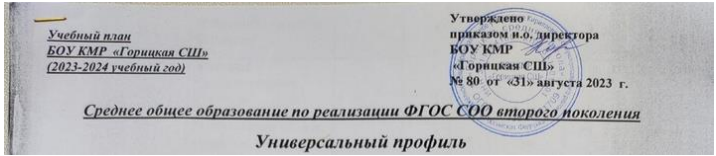 Учебный план
БОУ КМР «Горицкая СШ»
(2023-2024 учебный год)
Утверждено
приказом и.о. директора
БОУ КМР
«Горицкая СШ»
№ 80 от «31» августа 2023 г.
Среднее общее образование по реализации ФГОС СОО второго поколения
Универсальный профиль